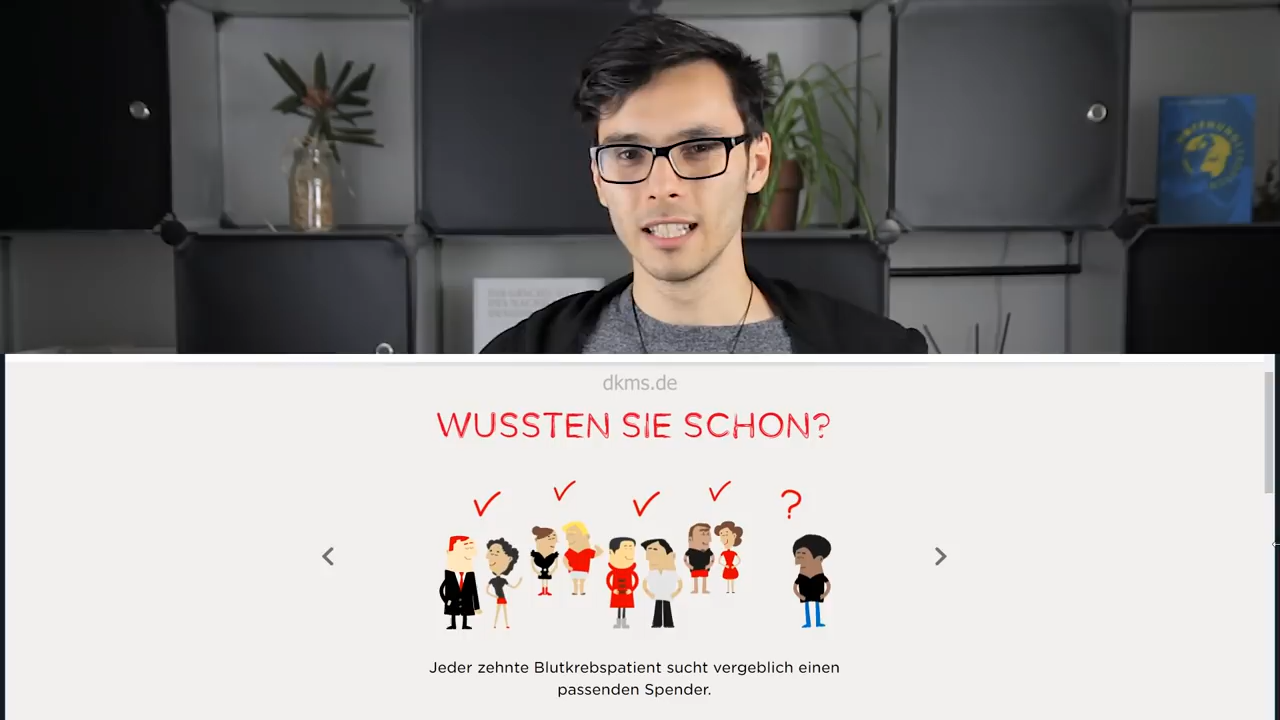 dkms.de
WUSSTEN SIE SCHON?
?
Jeder zehnte Blutkrebspatient sucht vergeblich einen
passenden Spender.